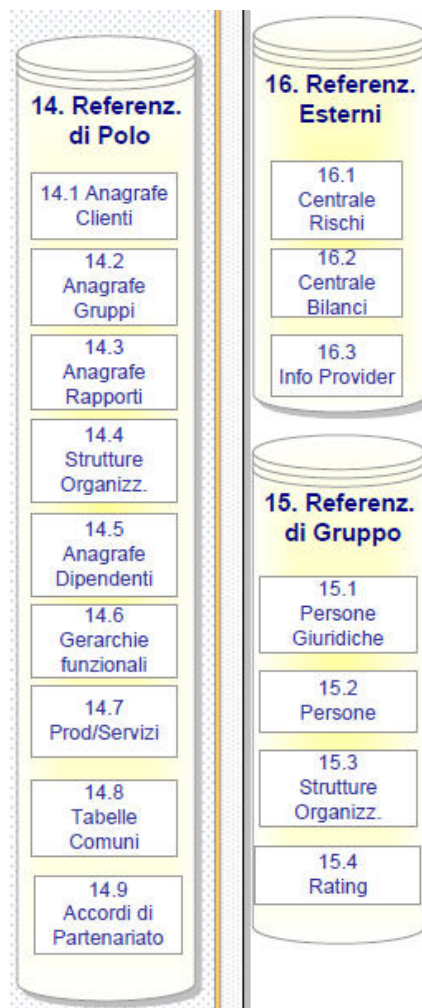 14. Referenz.
di Polo
14.1 Anagrafe
Clienti
14.2
Anagrafe
Gruppi
14.3
Anagrafe
Rapporti
14.4
Strutture
Organizz.
14.5
Anagrafe
Dipendenti
14.6
Gerarchie
funzionali
14.7
Prod/Servizi
14.8
Tabelle
Comuni
14.9
Accordi di
Partenariato
16. Referenz.
Esterni
16.1
Centrale
Rischi
16.2
Centrale
Bilanci
16.3
Info Provider
15. Referenz.
di Gruppo
15.1
Persone
Giuridiche
15.2
Persone
15.3
Strutture
Organizz.
15.4
Rating